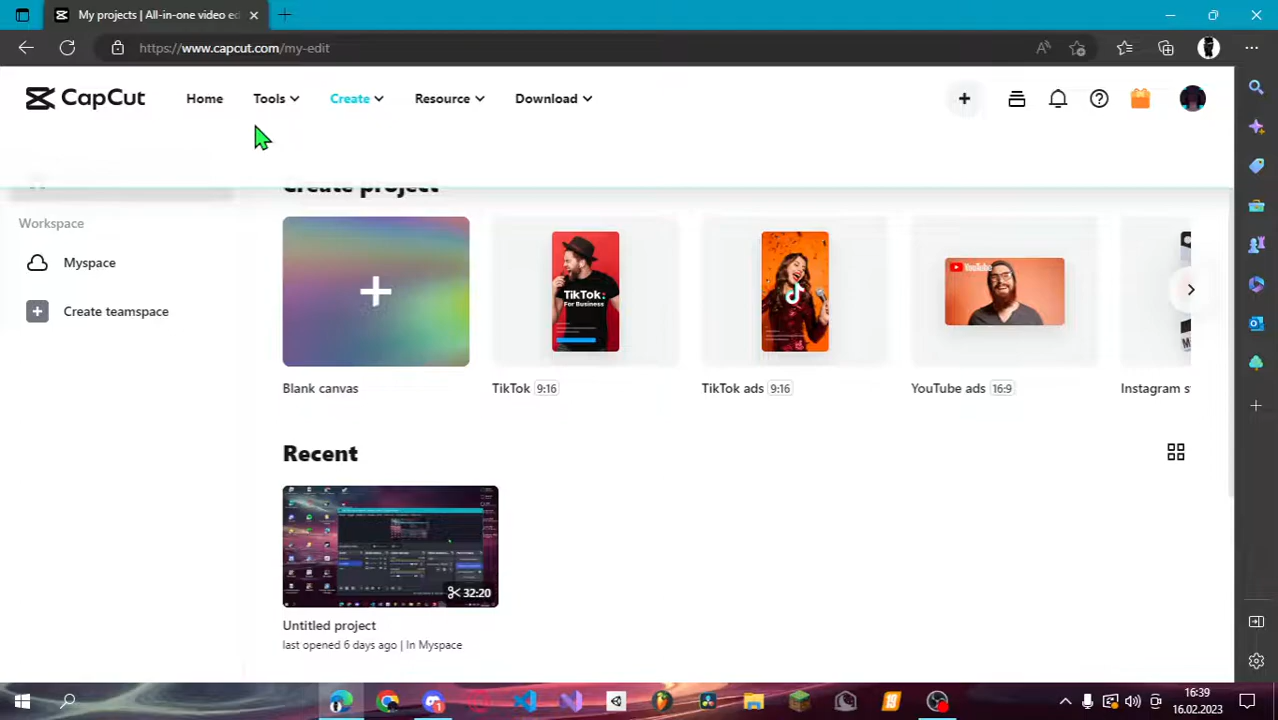 My projects | All-in-one video ed
https://www.capcut.com/my-edit
CapCut
Home
Tools
Create
Resource
Download
Create project
Workspace
Myspace
Create teamspace
TikTok
For Business
YouTube
Blank canvas
TikTok 9:16
TikTok ads 9:16
YouTube ads 16:9
Instagram s
Recent
32:20
Untitled project
last opened 6 days ago | In Myspace
16:39
16.02.2023